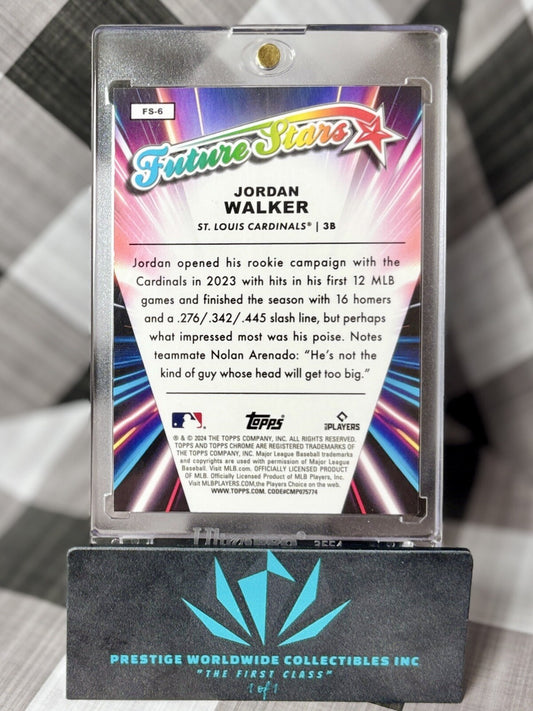 FS-6
Future Stars
JORDAN
WALKER
ST. LOUIS CARDINALS® | 3B
Jordan opened his rookie campaign with the
Cardinals in 2023 with hits in his first 12 MLB
games and finished the season with 16 homers
and a .276/.342/.445 slash line, but perhaps
what impressed most was his poise. Notes
teammate Nolan Arenado: “He’s not the
kind of guy whose head will get too big.”
Topps
PLAYERS
® & © 2024 THE TOPPS COMPANY, INC. ALL RIGHTS RESERVED.
TOPPS AND TOPPS CHROME ARE REGISTERED TRADEMARKS OF
THE TOPPS COMPANY, INC. Major League Baseball trademarks
and copyrights are used with permission of Major League
Baseball. Visit MLB.com. OFFICIALLY LICENSED PRODUCT
OF MLB. Officially Licensed Product of MLB Players, Inc.
Visit MLBPLAYERS.COM,the Players Choice on the web.
WWW.TOPPS.COM. CODE#CMP075774
PRESTIGE WORLDWIDE COLLECTIBLES INC
"THE FIRST CLASS"
1 of 1